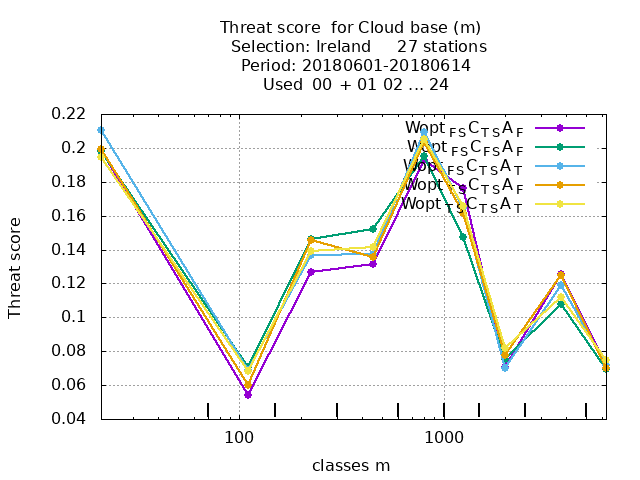 Threat score  for Cloud base (m)
Selection: Ireland     27 stations
Period: 20180601-20180614
Used  00 + 01 02 ... 24
Wopt FS C TS A F
Wopt FS C FS A F
Wopt FS C TS A T
Wopt TS C TS A F
Wopt TS C TS A T
Threat score
0.22
0.2
0.18
0.16
0.14
0.12
0.1
0.08
0.06
0.04
100
1000
classes m